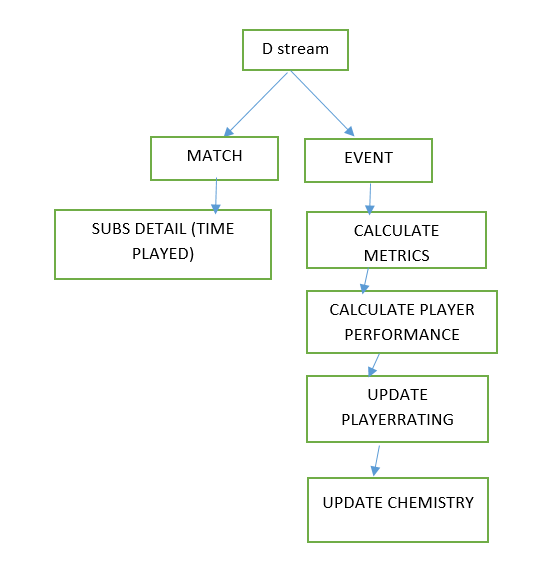 D stream
MATCH
EVENT
SUBS DETAIL (TIME
PLAYED)
CALCULATE
METRICS
CALCULATE PLAYER
PERFORMANCE
UPDATE
PLAYERRATING
UPDATE CHEMISTRY